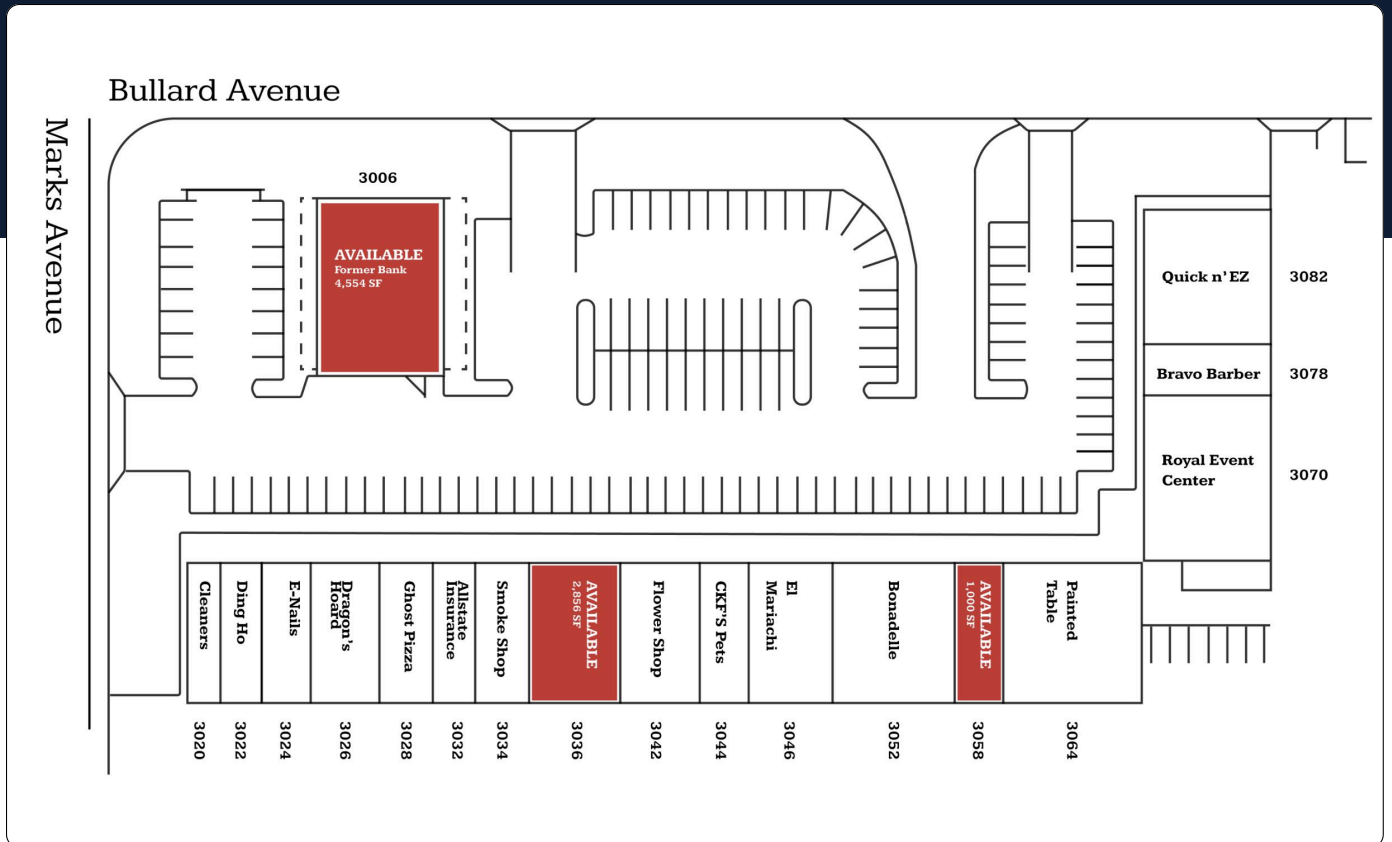 Bullard Avenue
Marks Avenue
3006
AVAILABLE
Former Bank
4,554 SF
Quick n' EZ
3082
Bravo Barber
3078
Royal Event
Center
3070
Cleaners
Ding Ho
E-Nails
Dragon's
Hoard
Ghost Pizza
Allstate
Insurance
Smoke Shop
AVAILABLE
2,856 SF
Flower Shop
CKF'S Pets
El
Mariachi
Bonadelle
AVAILABLE
1,000 SF
Painted
Table
3020
3022
3024
3026
3028
3032
3034
3036
3042
3044
3046
3052
3058
3064